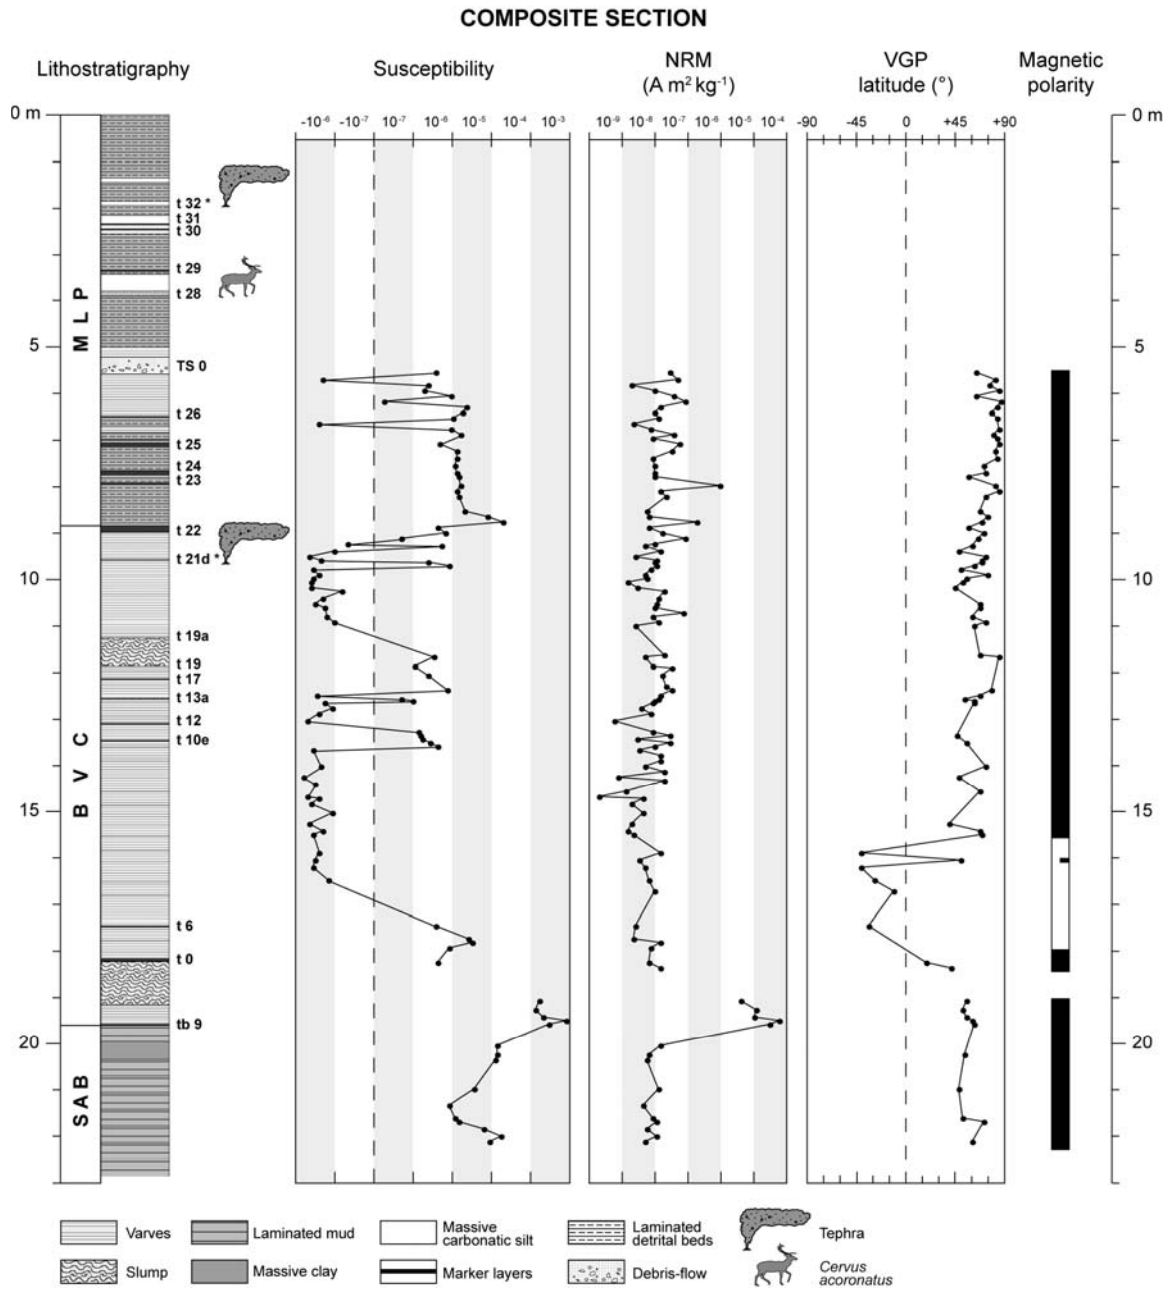 COMPOSITE SECTION
Lithostratigraphy
Susceptibility
NRM
(A m² kg⁻¹)
VGP
latitude (°)
Magnetic
polarity
-10⁻⁸ -10⁻⁷ 10⁻⁷ 10⁻⁶ 10⁻⁵ 10⁻⁴ 10⁻³
10⁻⁹ 10⁻⁸ 10⁻⁷ 10⁻⁶ 10⁻⁵ 10⁻⁴
-90 -45 0 +45 +90
0 m
5
10
15
20
M L P
B V C
SAB
t 32 *
t 31
t 30
t 29
t 28
TS 0
t 26
t 25
t 24
t 23
t 22
t 21d *
t 19a
t 19
t 17
t 13a
t 12
t 10e
t 6
t 0
tb 9
0 m
5
10
15
20
Varves
Laminated mud
Massive
carbonatic silt
Laminated
detrital beds
Tephra
Slump
Massive clay
Marker layers
Debris-flow
Cervus
acoronatus